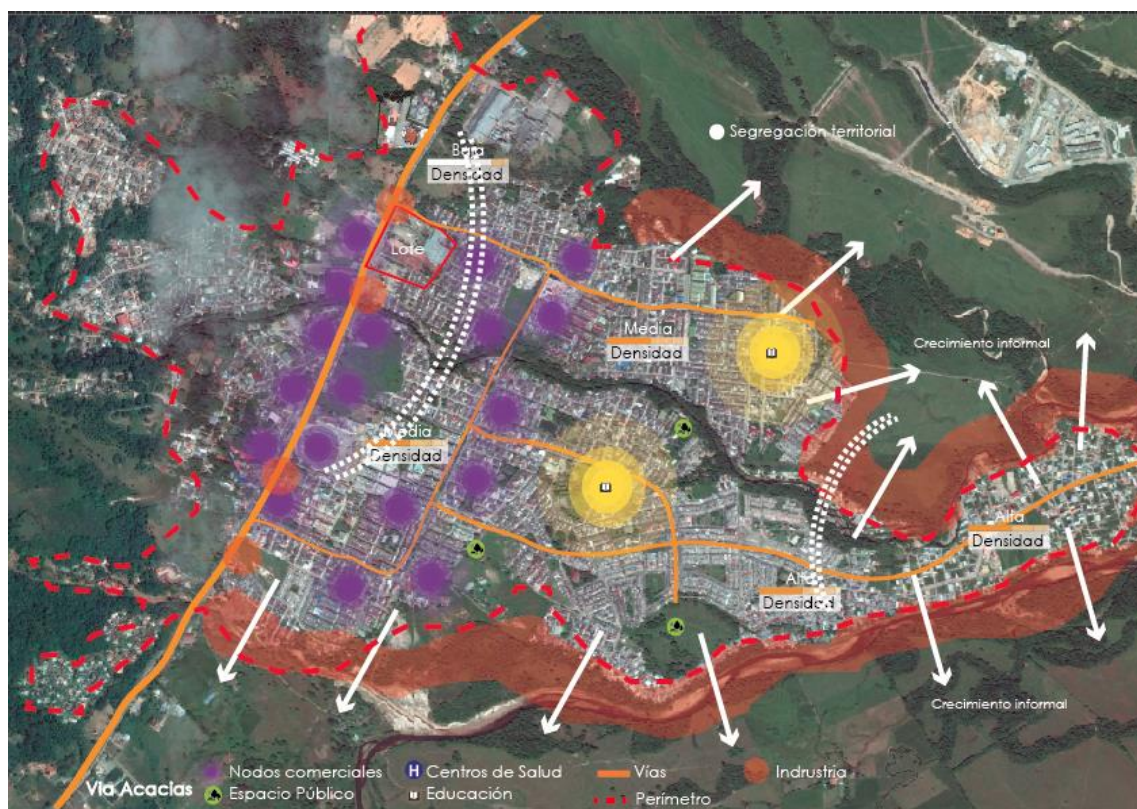 Segregación territorial
Baja
Densidad
Lote
Media
Densidad
Crecimiento informal
Media
Densidad
Alta
Densidad
Alta
Densidad
Crecimiento informal
Via Acacias
Nodos comerciales
H Centros de Salud
Vías
Indrustria
Espacio Público
Educación
Perímetro